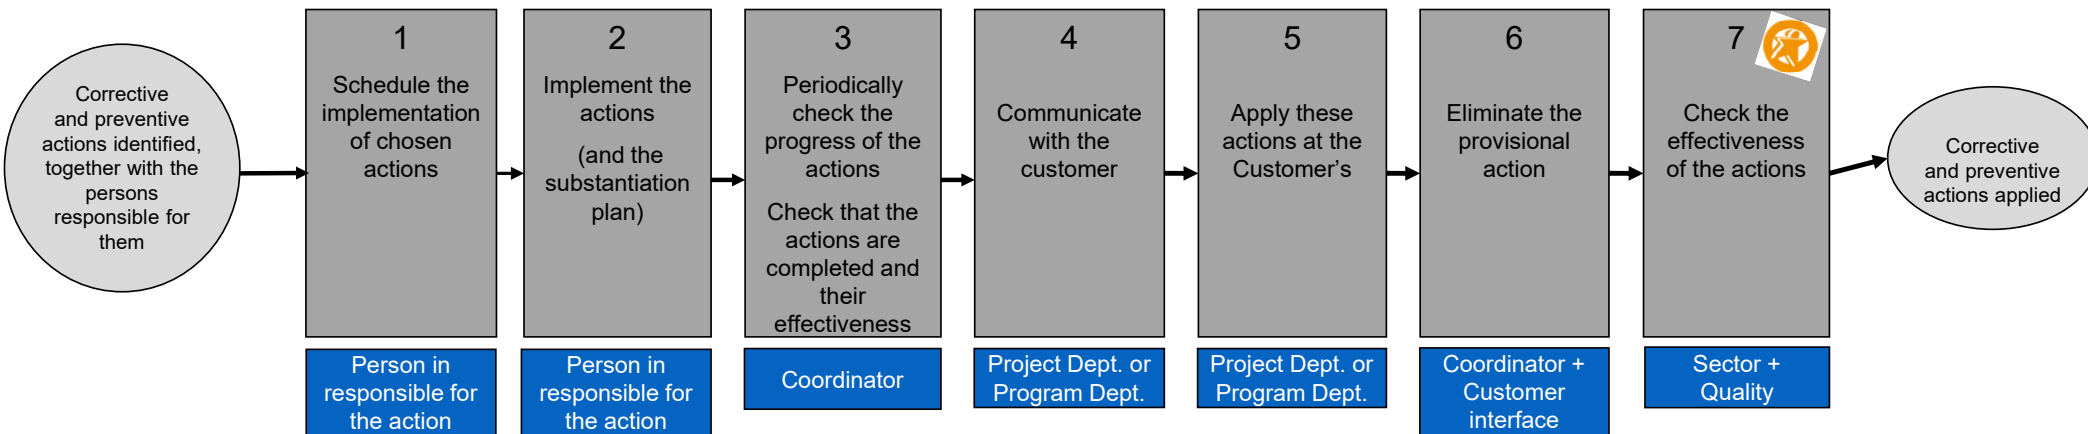 Corrective
and preventive
actions identified,
together with the
persons
responsible for
them
1
Schedule the
implementation
of chosen
actions
Person in
responsible for
the action
2
Implement the
actions
(and the
substantiation
plan)
Person in
responsible for
the action
3
Periodically
check the
progress of the
actions
Check that the
actions are
completed and
their
effectiveness
Coordinator
4
Communicate
with the
customer
Project Dept. or
Program Dept.
5
Apply these
actions at the
Customer's
Project Dept. or
Program Dept.
6
Eliminate the
provisional
action
Coordinator +
Customer
interface
7
Check the
effectiveness
of the actions
Sector +
Quality
Corrective
and preventive
actions applied